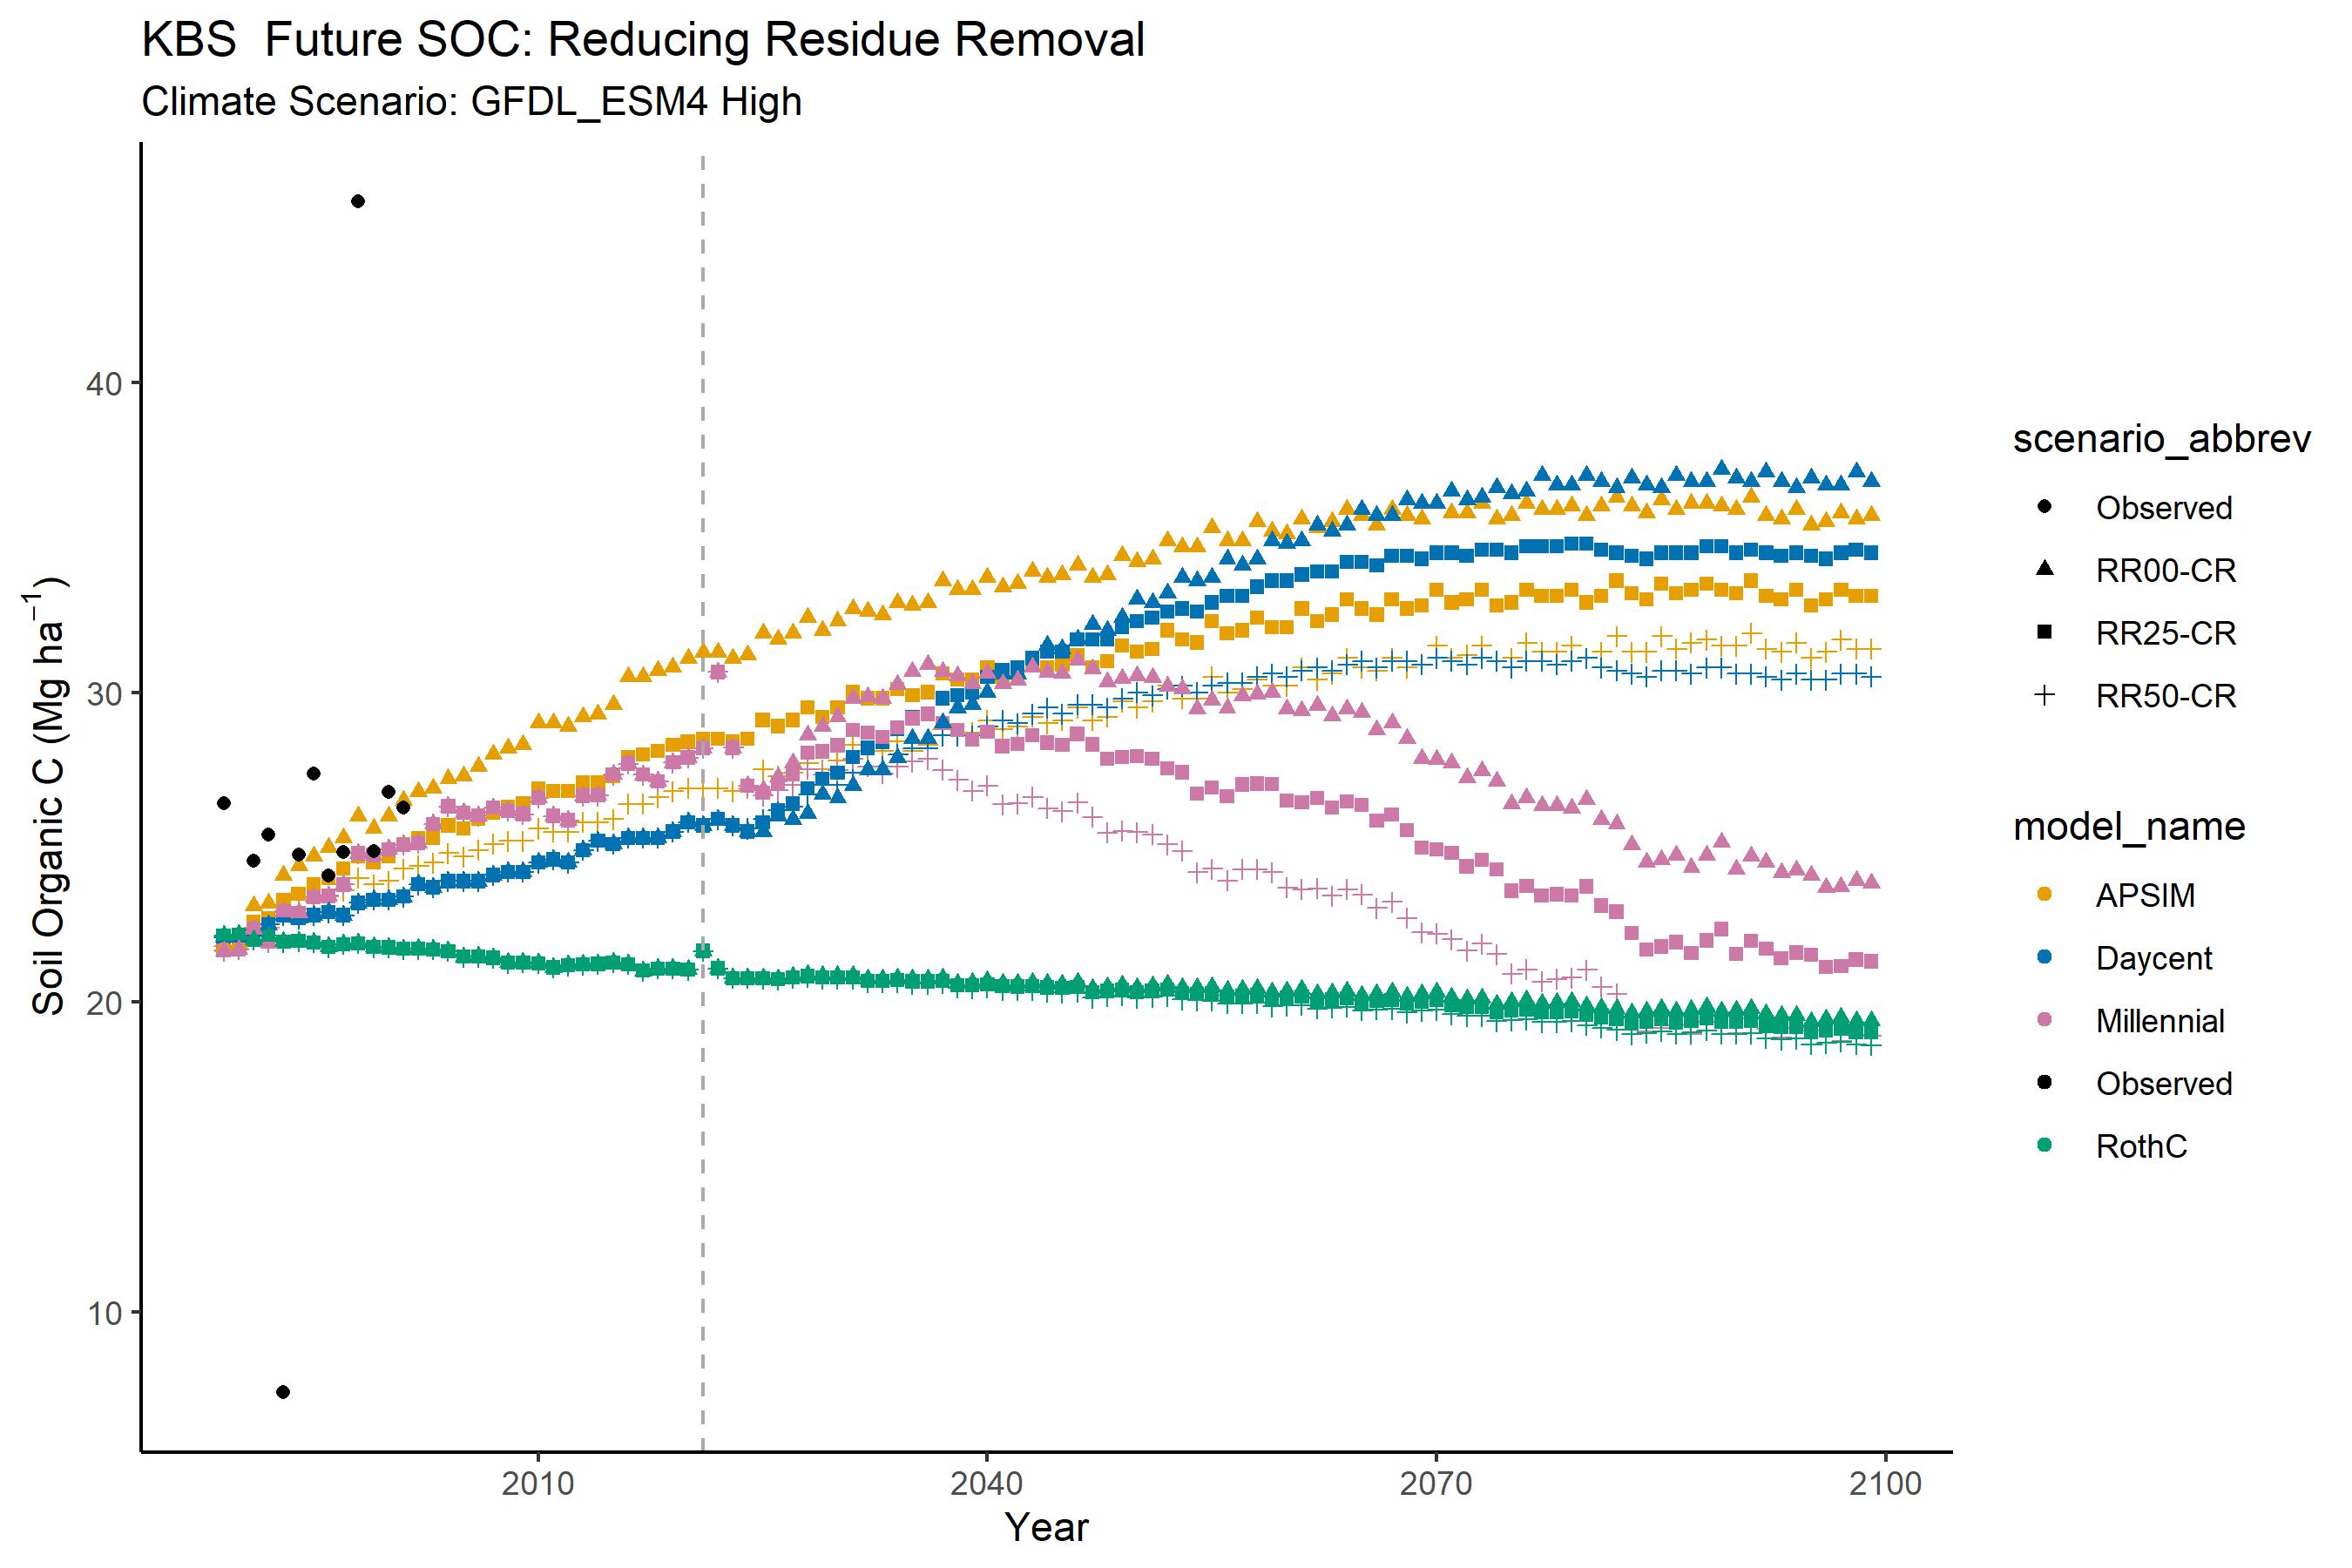 KBS  Future SOC: Reducing Residue Removal
Climate Scenario: GFDL_ESM4 High
Soil Organic C (Mg ha⁻¹)
40
30
20
10
2010
2040
2070
2100
Year
scenario_abbrev
Observed
RR00-CR
RR25-CR
RR50-CR
model_name
APSIM
Daycent
Millennial
Observed
RothC